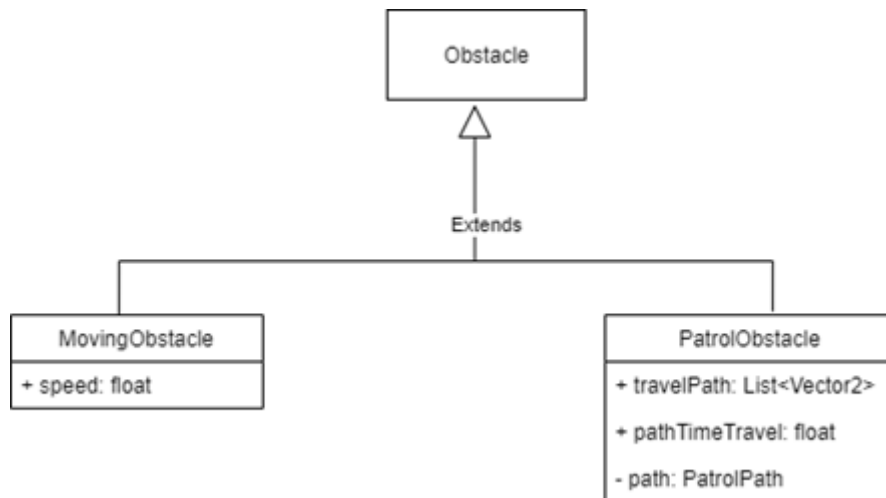 Obstacle
Extends
MovingObstacle
+ speed: float
PatrolObstacle
+ travelPath: List<Vector2>
+ pathTimeTravel: float
- path: PatrolPath